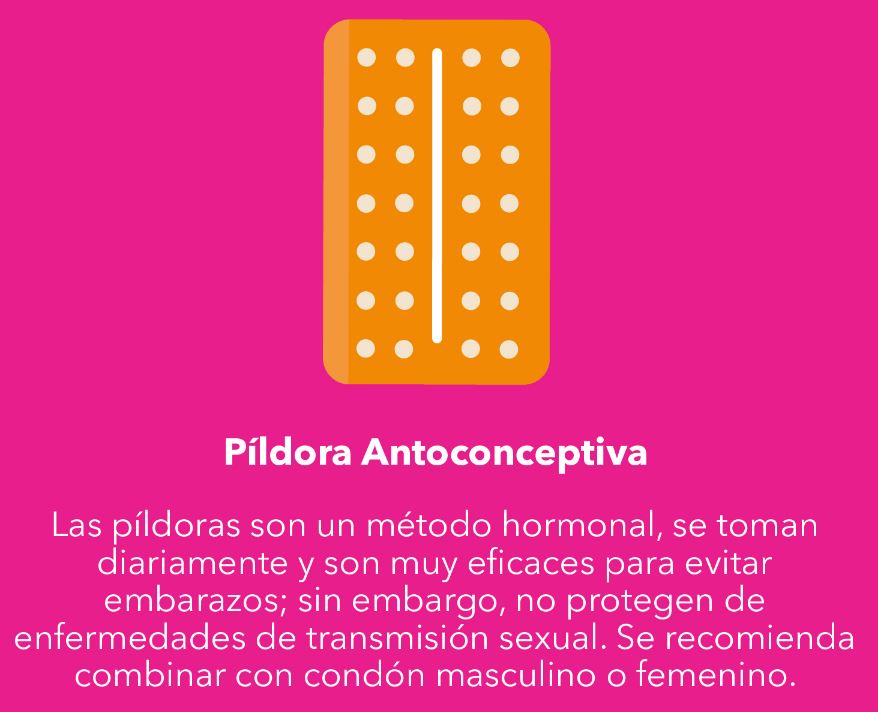 Píldora Antoconceptiva
Las píldoras son un método hormonal, se toman
diariamente y son muy eficaces para evitar
embarazos; sin embargo, no protegen de
enfermedades de transmisión sexual. Se recomienda
combinar con condón masculino o femenino.